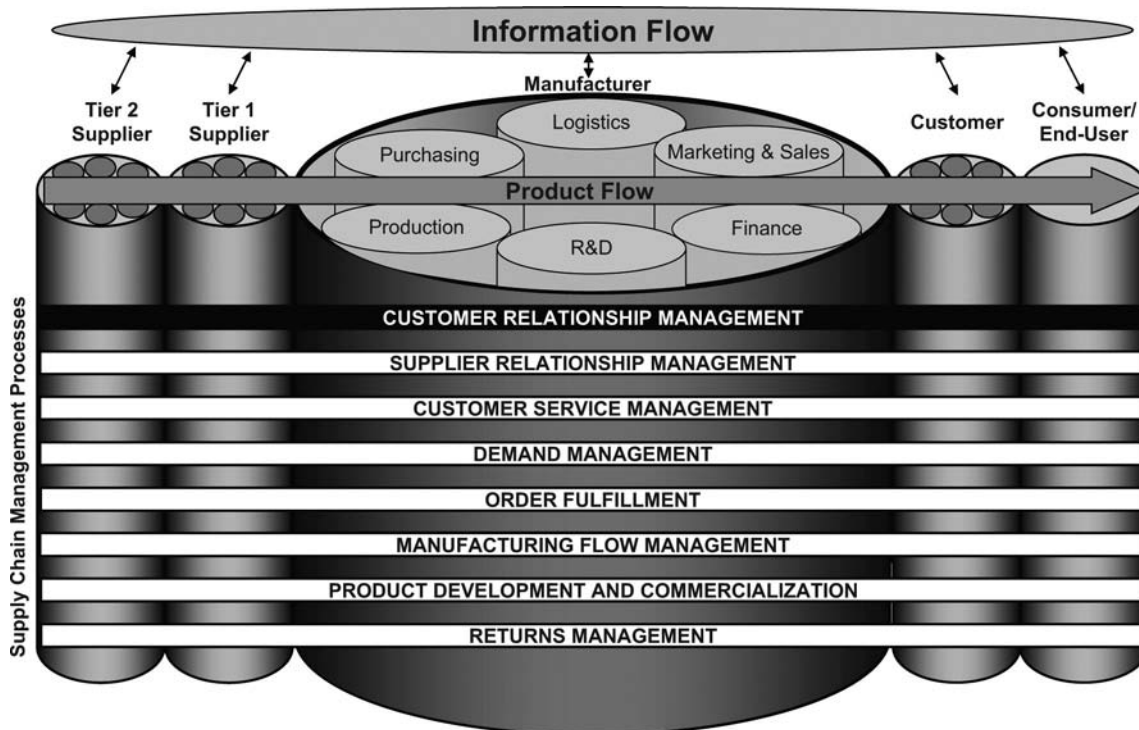 Information Flow
Manufacturer
Tier 2
Supplier
Tier 1
Supplier
Customer
Consumer/
End-User
Logistics
Purchasing
Marketing & Sales
Product Flow
Production
R&D
Finance
Supply Chain Management Processes
CUSTOMER RELATIONSHIP MANAGEMENT
SUPPLIER RELATIONSHIP MANAGEMENT
CUSTOMER SERVICE MANAGEMENT
DEMAND MANAGEMENT
ORDER FULFILLMENT
MANUFACTURING FLOW MANAGEMENT
PRODUCT DEVELOPMENT AND COMMERCIALIZATION
RETURNS MANAGEMENT